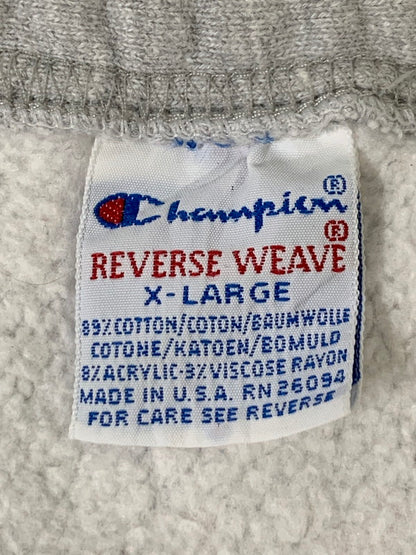 Champion®
REVERSE WEAVE®
X-LARGE
89%COTTON/COTON/BAUMWOLLE
COTONE/KATOEN/BOMULD
8%ACRYLIC-3%VISCOSE RAYON
MADE IN U.S.A. RN 26094
FOR CARE SEE REVERSE